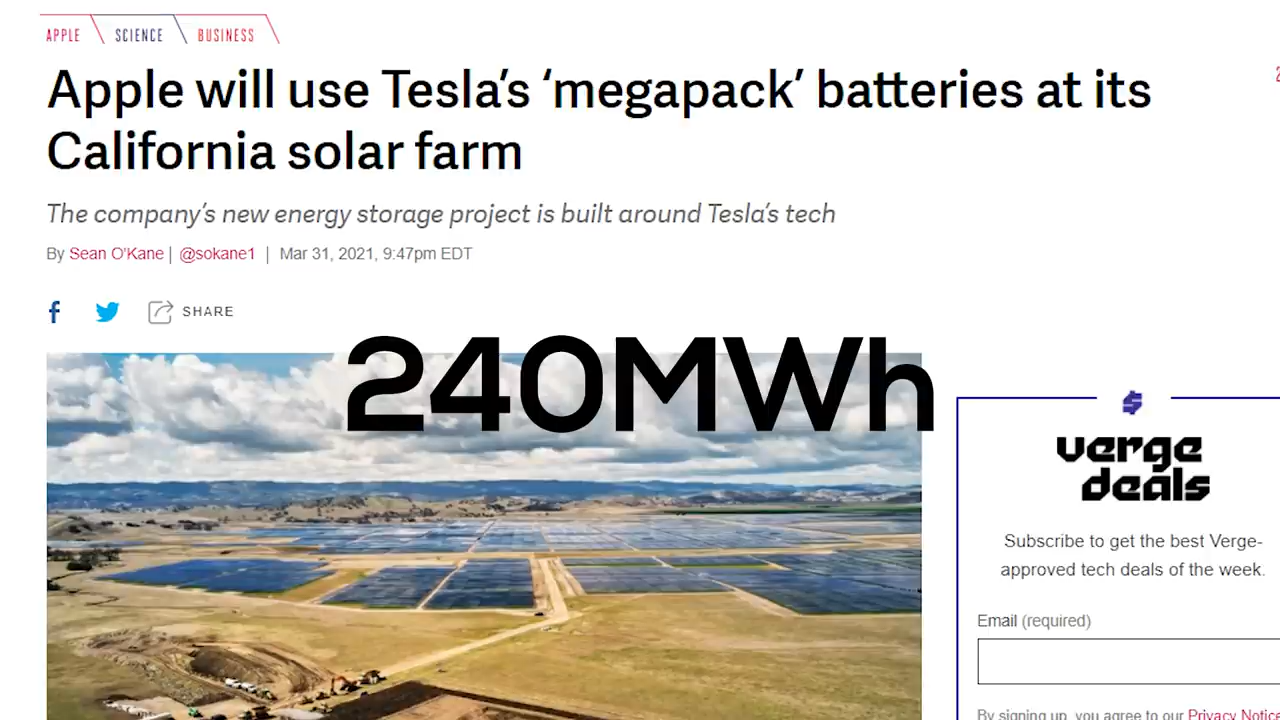 APPLE
SCIENCE
BUSINESS
Apple will use Tesla’s ‘megapack’ batteries at its
California solar farm
The company’s new energy storage project is built around Tesla’s tech
By Sean O'Kane | @sokane1 | Mar 31, 2021, 9:47pm EDT
SHARE
240MWh
verge
deals
Subscribe to get the best Verge-
approved tech deals of the week.
Email (required)
By signing up, you agree to our Privacy Notice